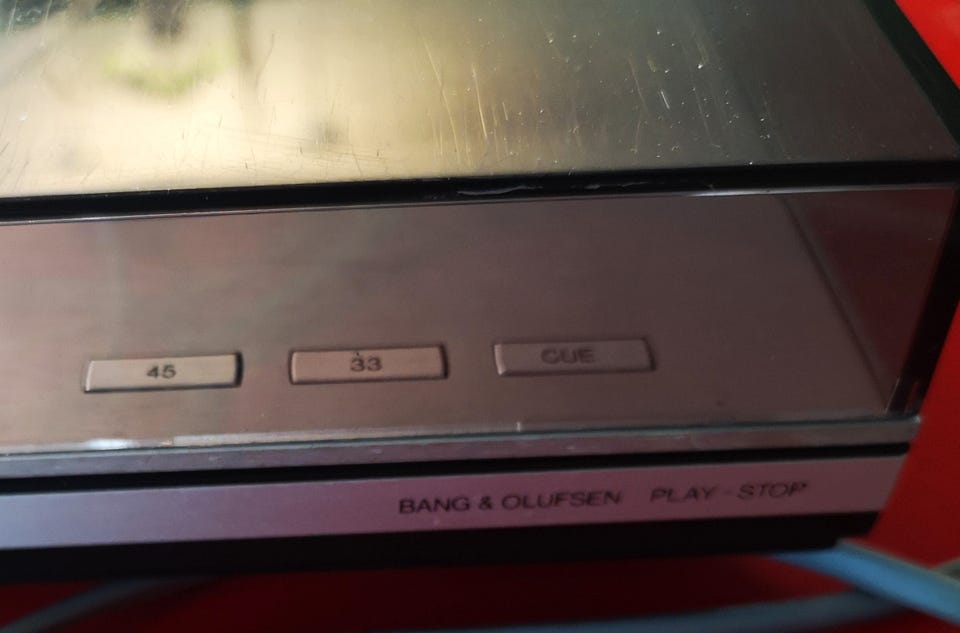 45 33 CUE
BANG & OLUFSEN PLAY - STOP